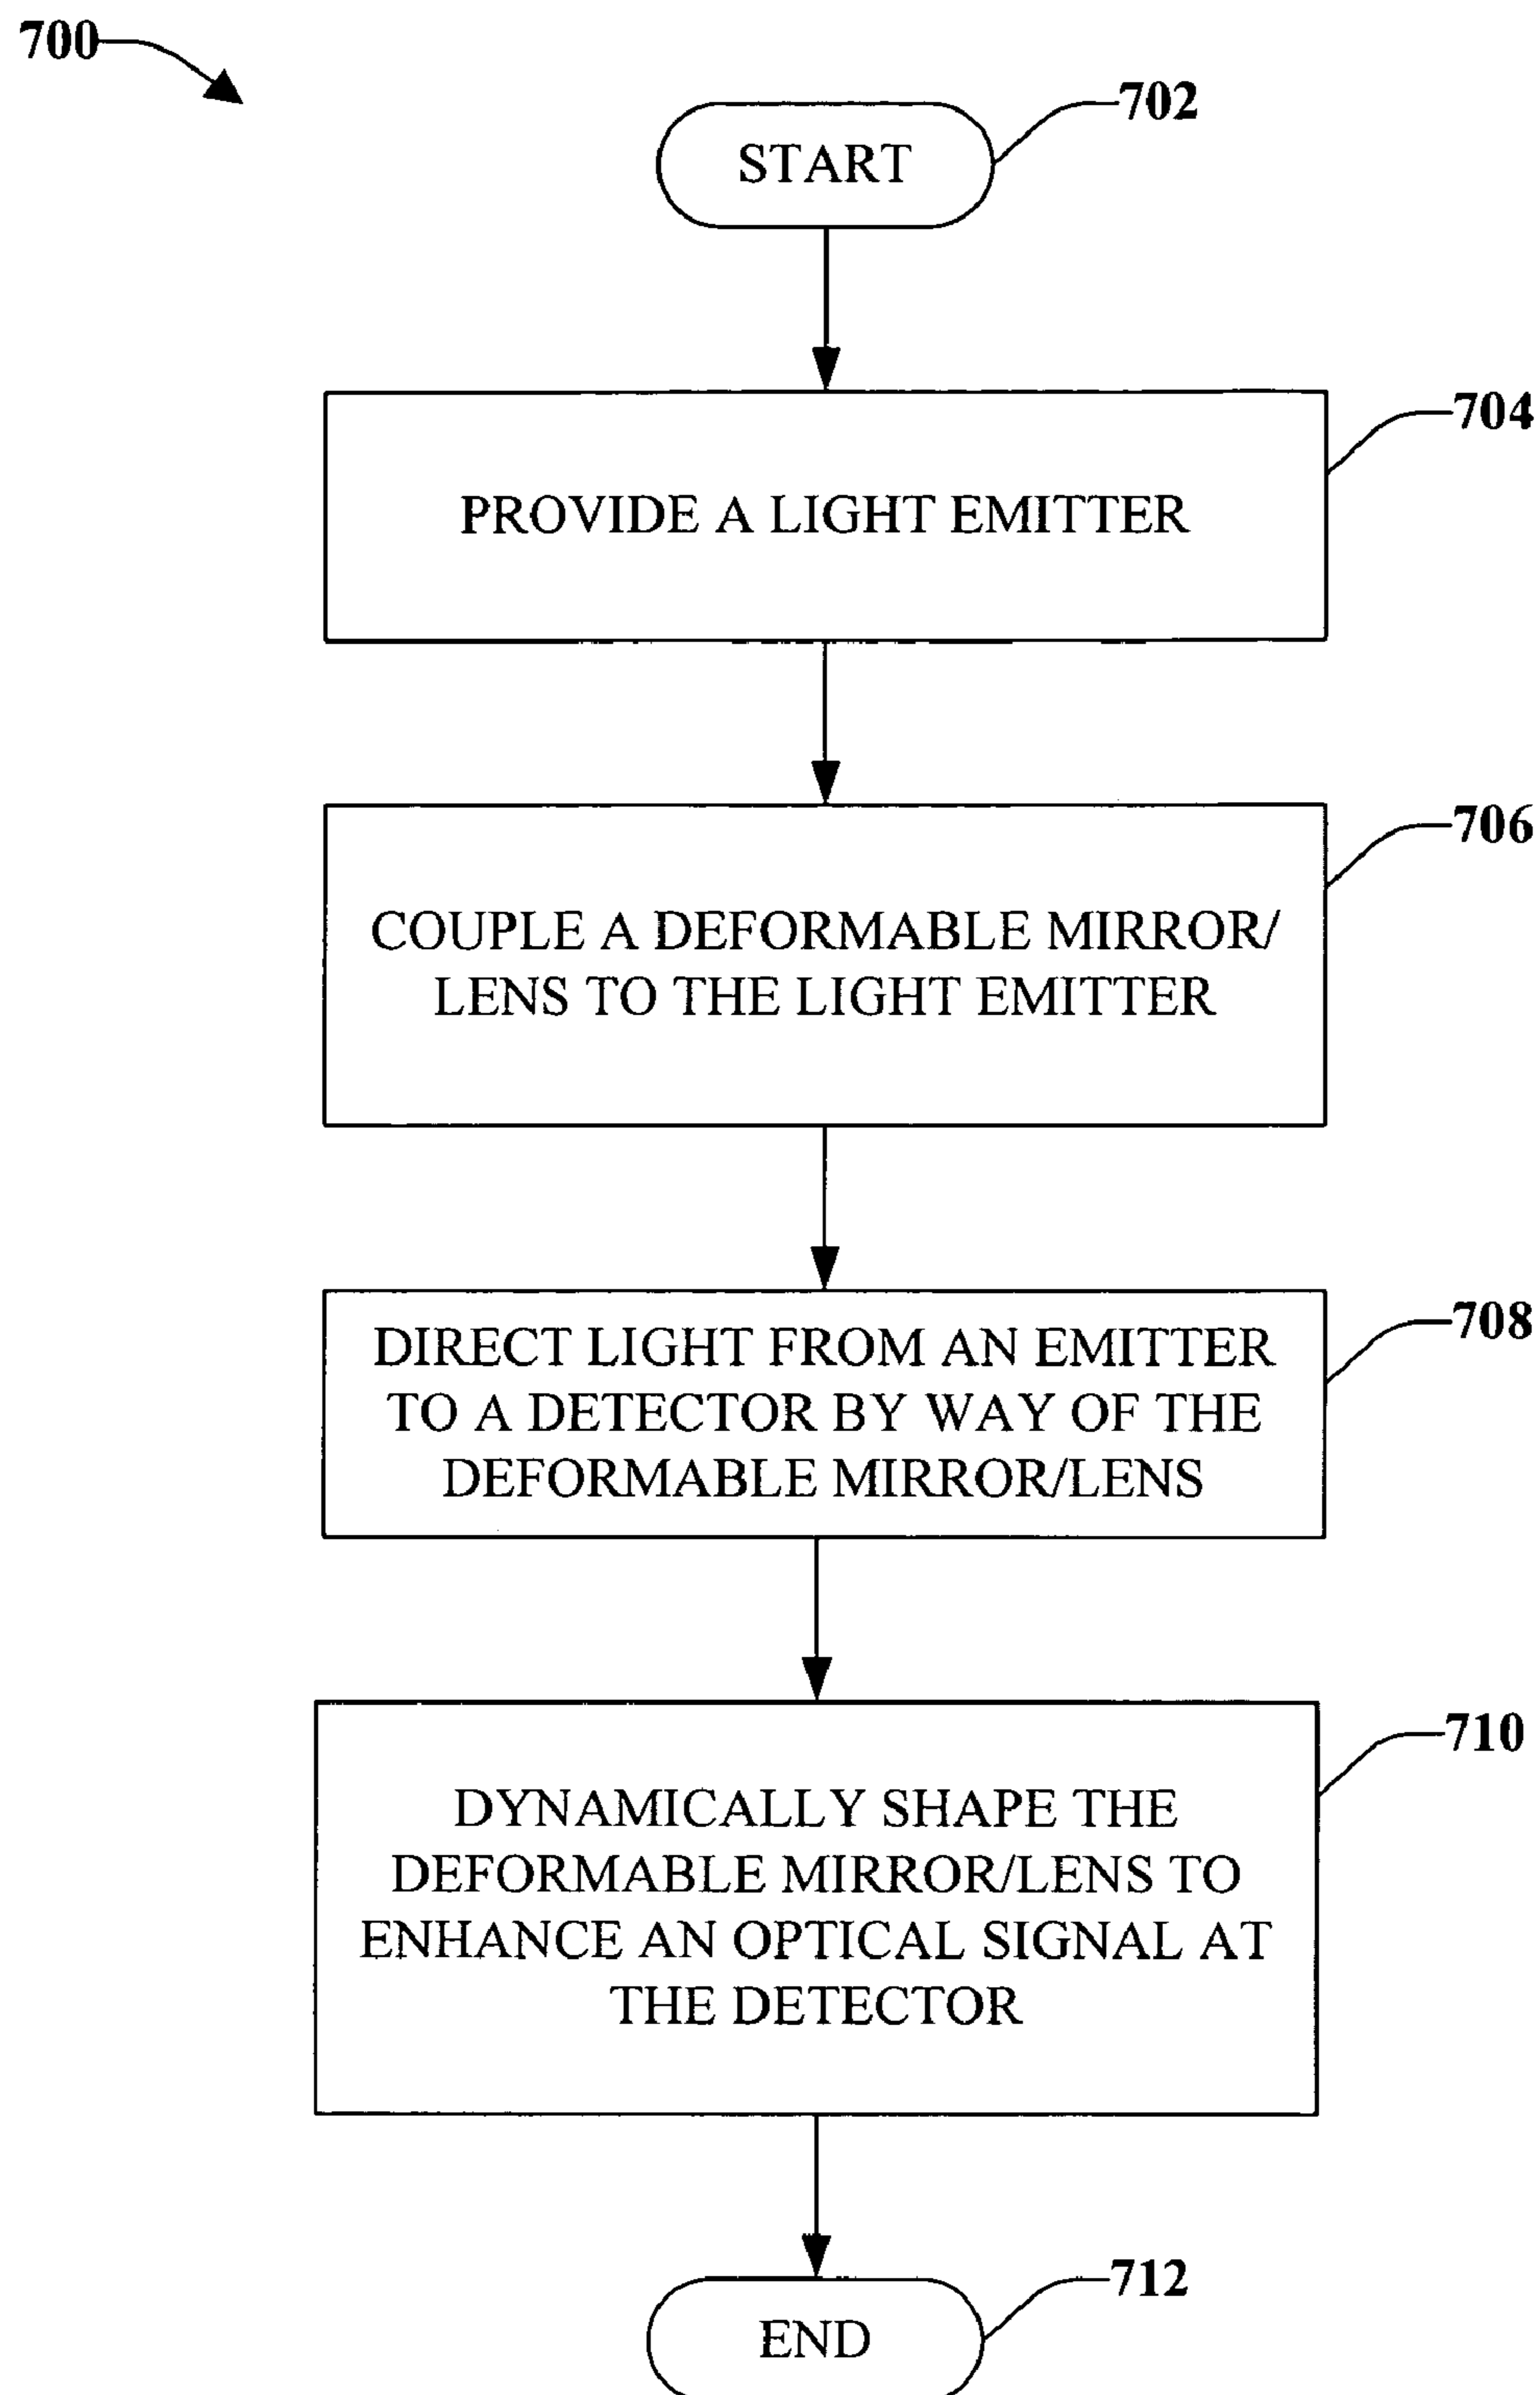 700
702
START
704
PROVIDE A LIGHT EMITTER
706
COUPLE A DEFORMABLE MIRROR/
LENS TO THE LIGHT EMITTER
708
DIRECT LIGHT FROM AN EMITTER
TO A DETECTOR BY WAY OF THE
DEFORMABLE MIRROR/LENS
710
DYNAMICALLY SHAPE THE
DEFORMABLE MIRROR/LENS TO
ENHANCE AN OPTICAL SIGNAL AT
THE DETECTOR
712
END